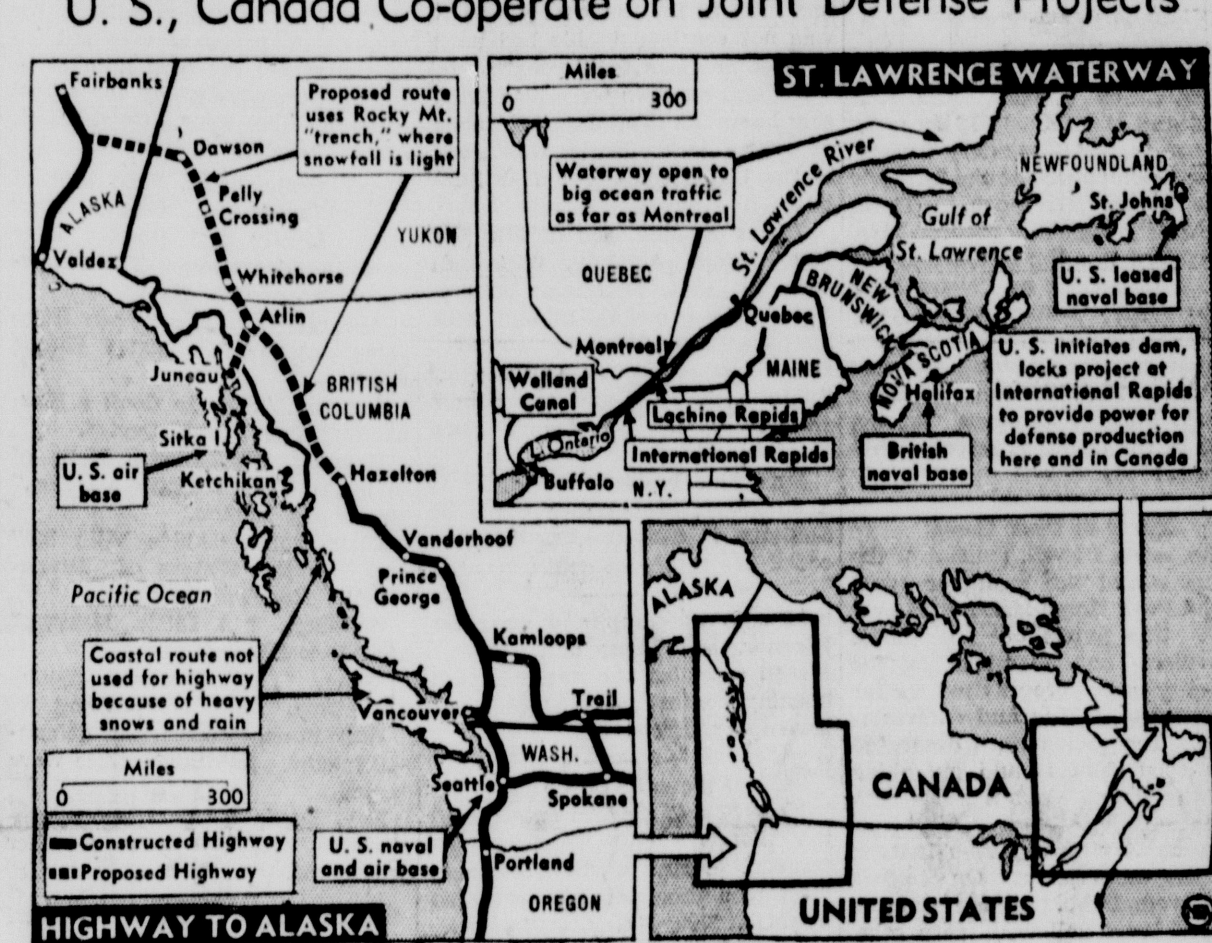 U. S., Canada Co-operate on Joint Defense Projects
Fairbanks
Proposed route
uses Rocky Mt.
"trench," where
snowfall is light
Dawson
Pelly
Crossing
ALASKA
YUKON
Valdez
Whitehorse
Atlin
Juneau
BRITISH
COLUMBIA
Sitka I.
U. S. air
base
Ketchikan
Hazelton
Vanderhoof
Prince
George
Pacific Ocean
Kamloops
Coastal route not
used for highway
because of heavy
snows and rain
Trail
Vancouver
WASH.
Miles
0 300
Seattle
Spokane
Constructed Highway
Proposed Highway
U. S. naval
and air base
Portland
OREGON
HIGHWAY TO ALASKA
Miles
0 300
ST. LAWRENCE WATERWAY
Waterway open to
big ocean traffic
as far as Montreal
St. Lawrence River
NEWFOUNDLAND
St. Johns
Gulf of
St. Lawrence
QUEBEC
U. S. leased
naval base
NEW
BRUNSWICK
Quebec
Montreal
MAINE
NOVA SCOTIA
U. S. initiates dam,
locks project at
International Rapids
to provide power for
defense production
here and in Canada
Welland
Canal
Lachine Rapids
Halifax
Ontario
International Rapids
British
naval base
Buffalo
N.Y.
ALASKA
CANADA
UNITED STATES